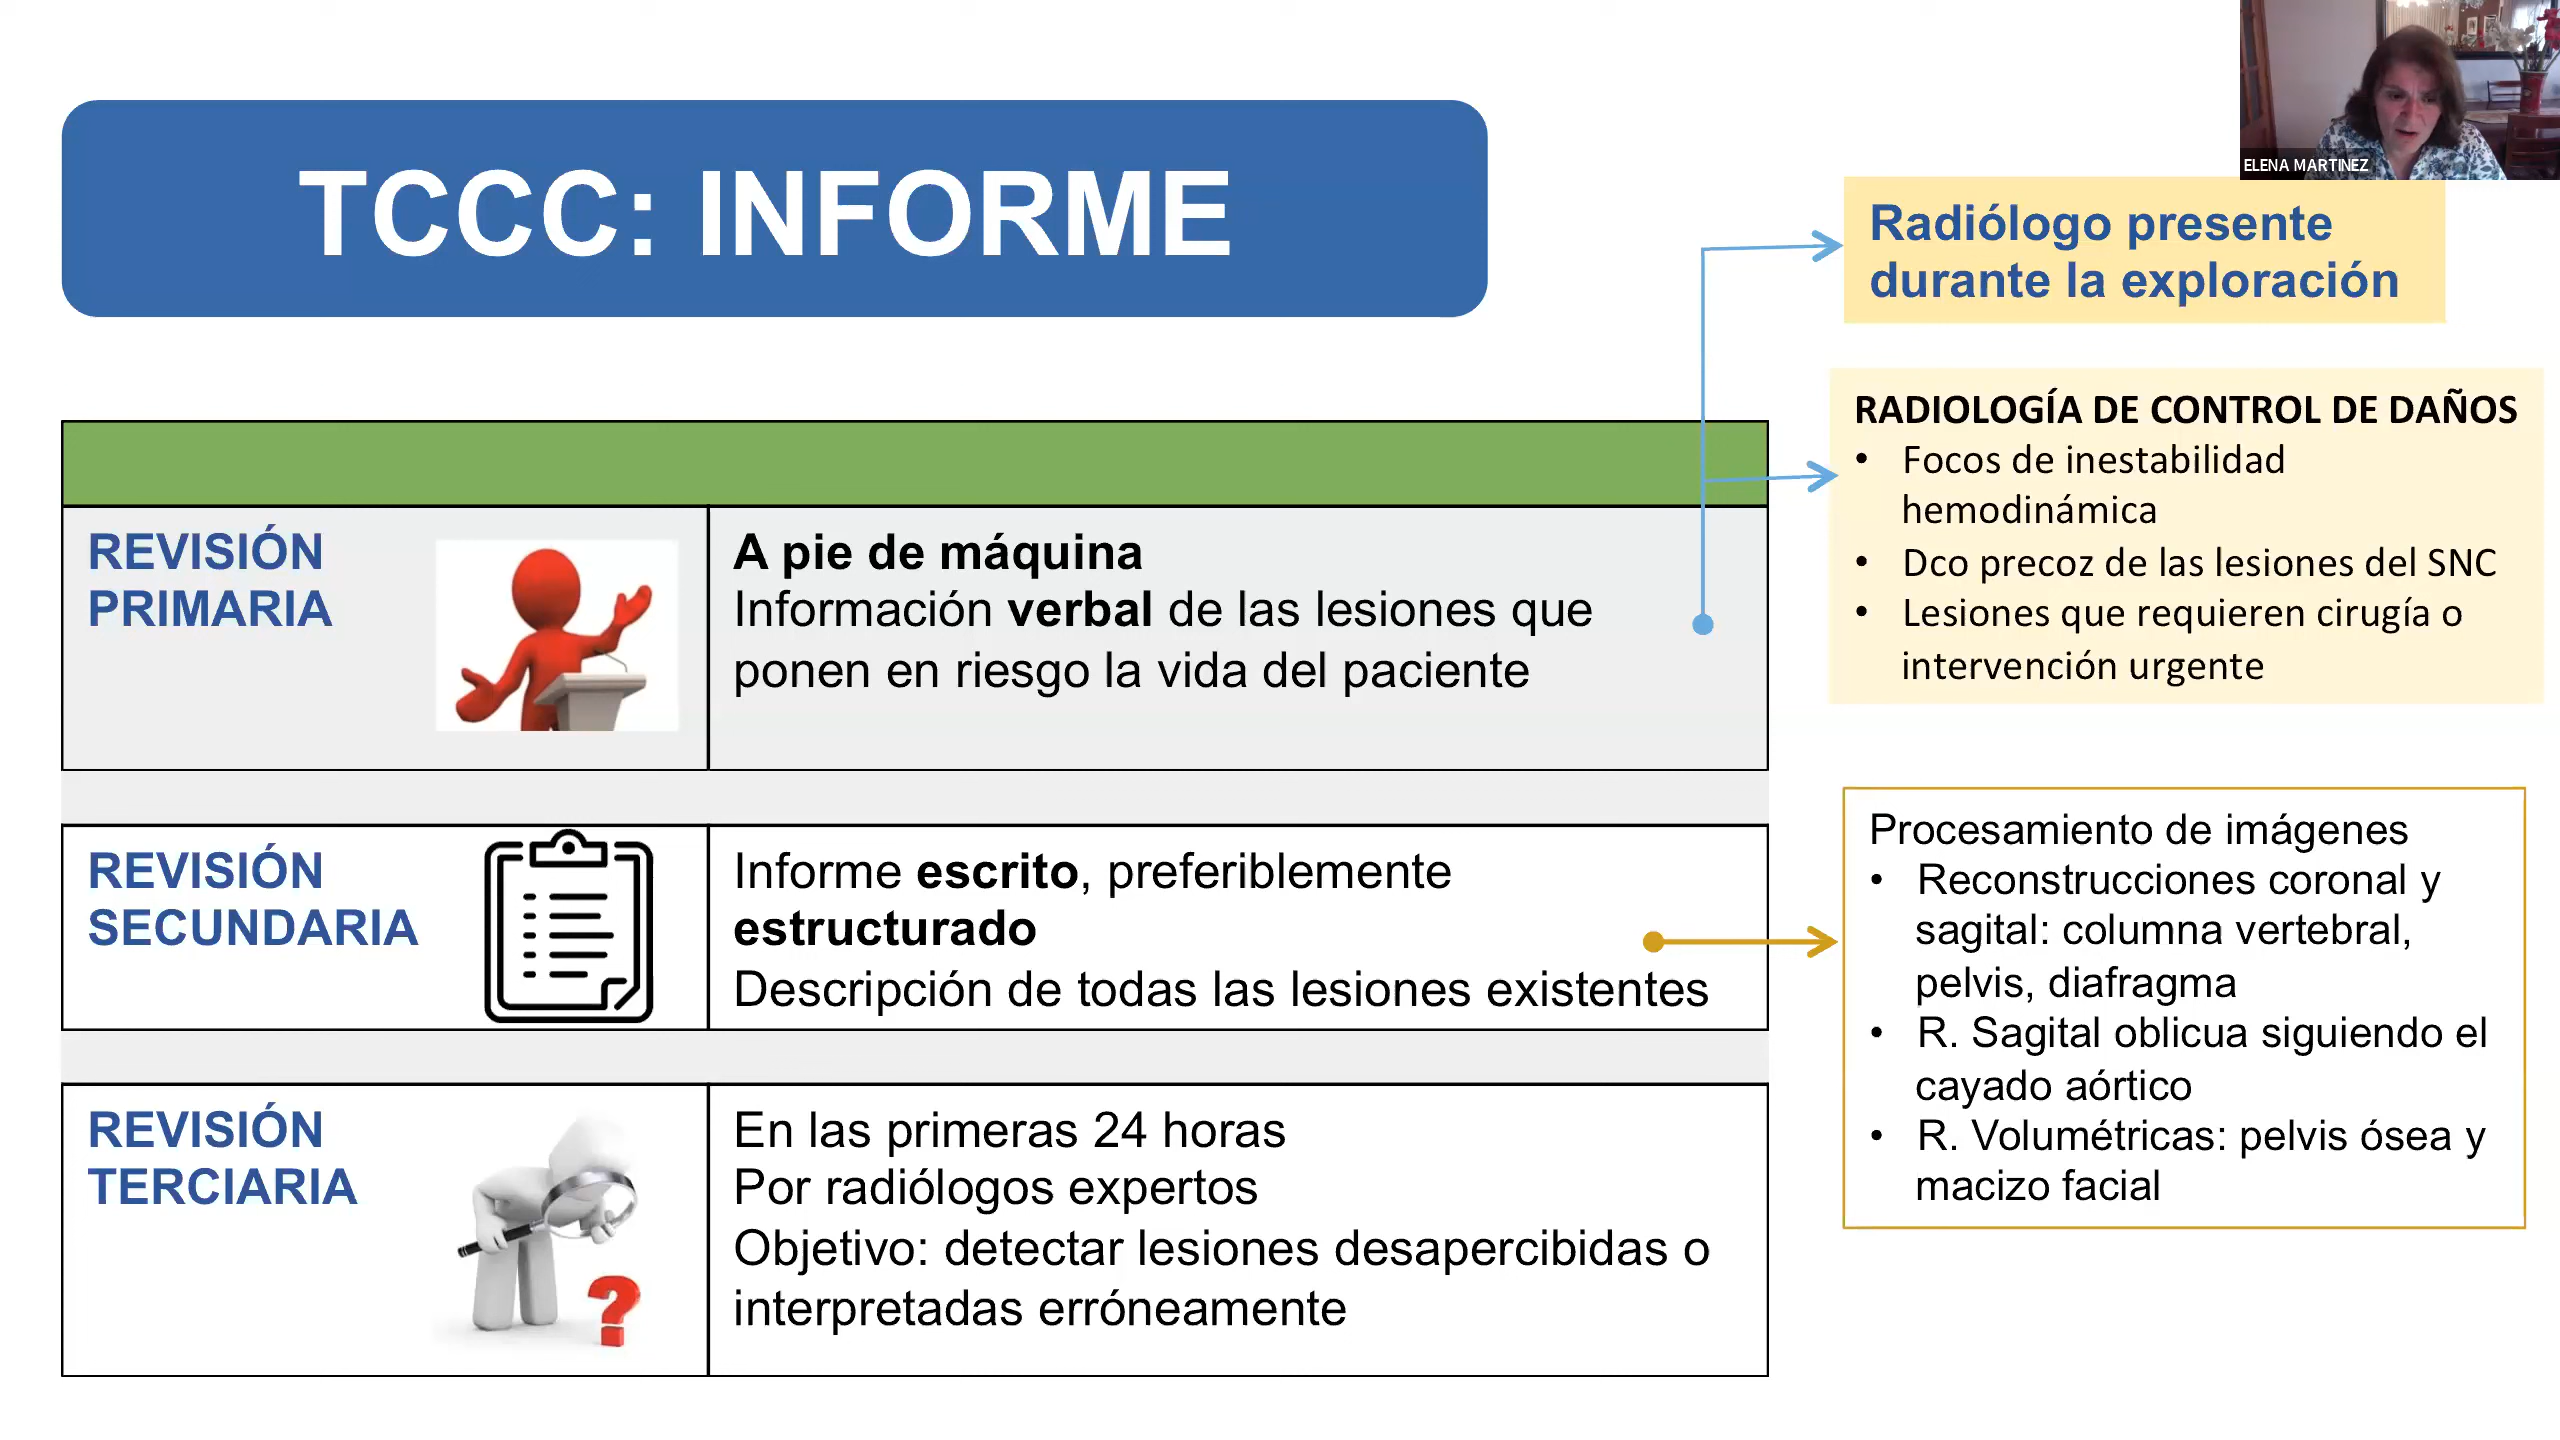 TCCC: INFORME
ELENA MARTINEZ
Radiólogo presente
durante la exploración
RADIOLOGÍA DE CONTROL DE DAÑOS
• Focos de inestabilidad
hemodinámica
• Dco precoz de las lesiones del SNC
• Lesiones que requieren cirugía o
intervención urgente
REVISIÓN
PRIMARIA
A pie de máquina
Información verbal de las lesiones que
ponen en riesgo la vida del paciente
REVISIÓN
SECUNDARIA
Informe escrito, preferiblemente
estructurado
Descripción de todas las lesiones existentes
Procesamiento de imágenes
• Reconstrucciones coronal y
sagital: columna vertebral,
pelvis, diafragma
• R. Sagital oblicua siguiendo el
cayado aórtico
• R. Volumétricas: pelvis ósea y
macizo facial
REVISIÓN
TERCIARIA
?
En las primeras 24 horas
Por radiólogos expertos
Objetivo: detectar lesiones desapercibidas o
interpretadas erróneamente